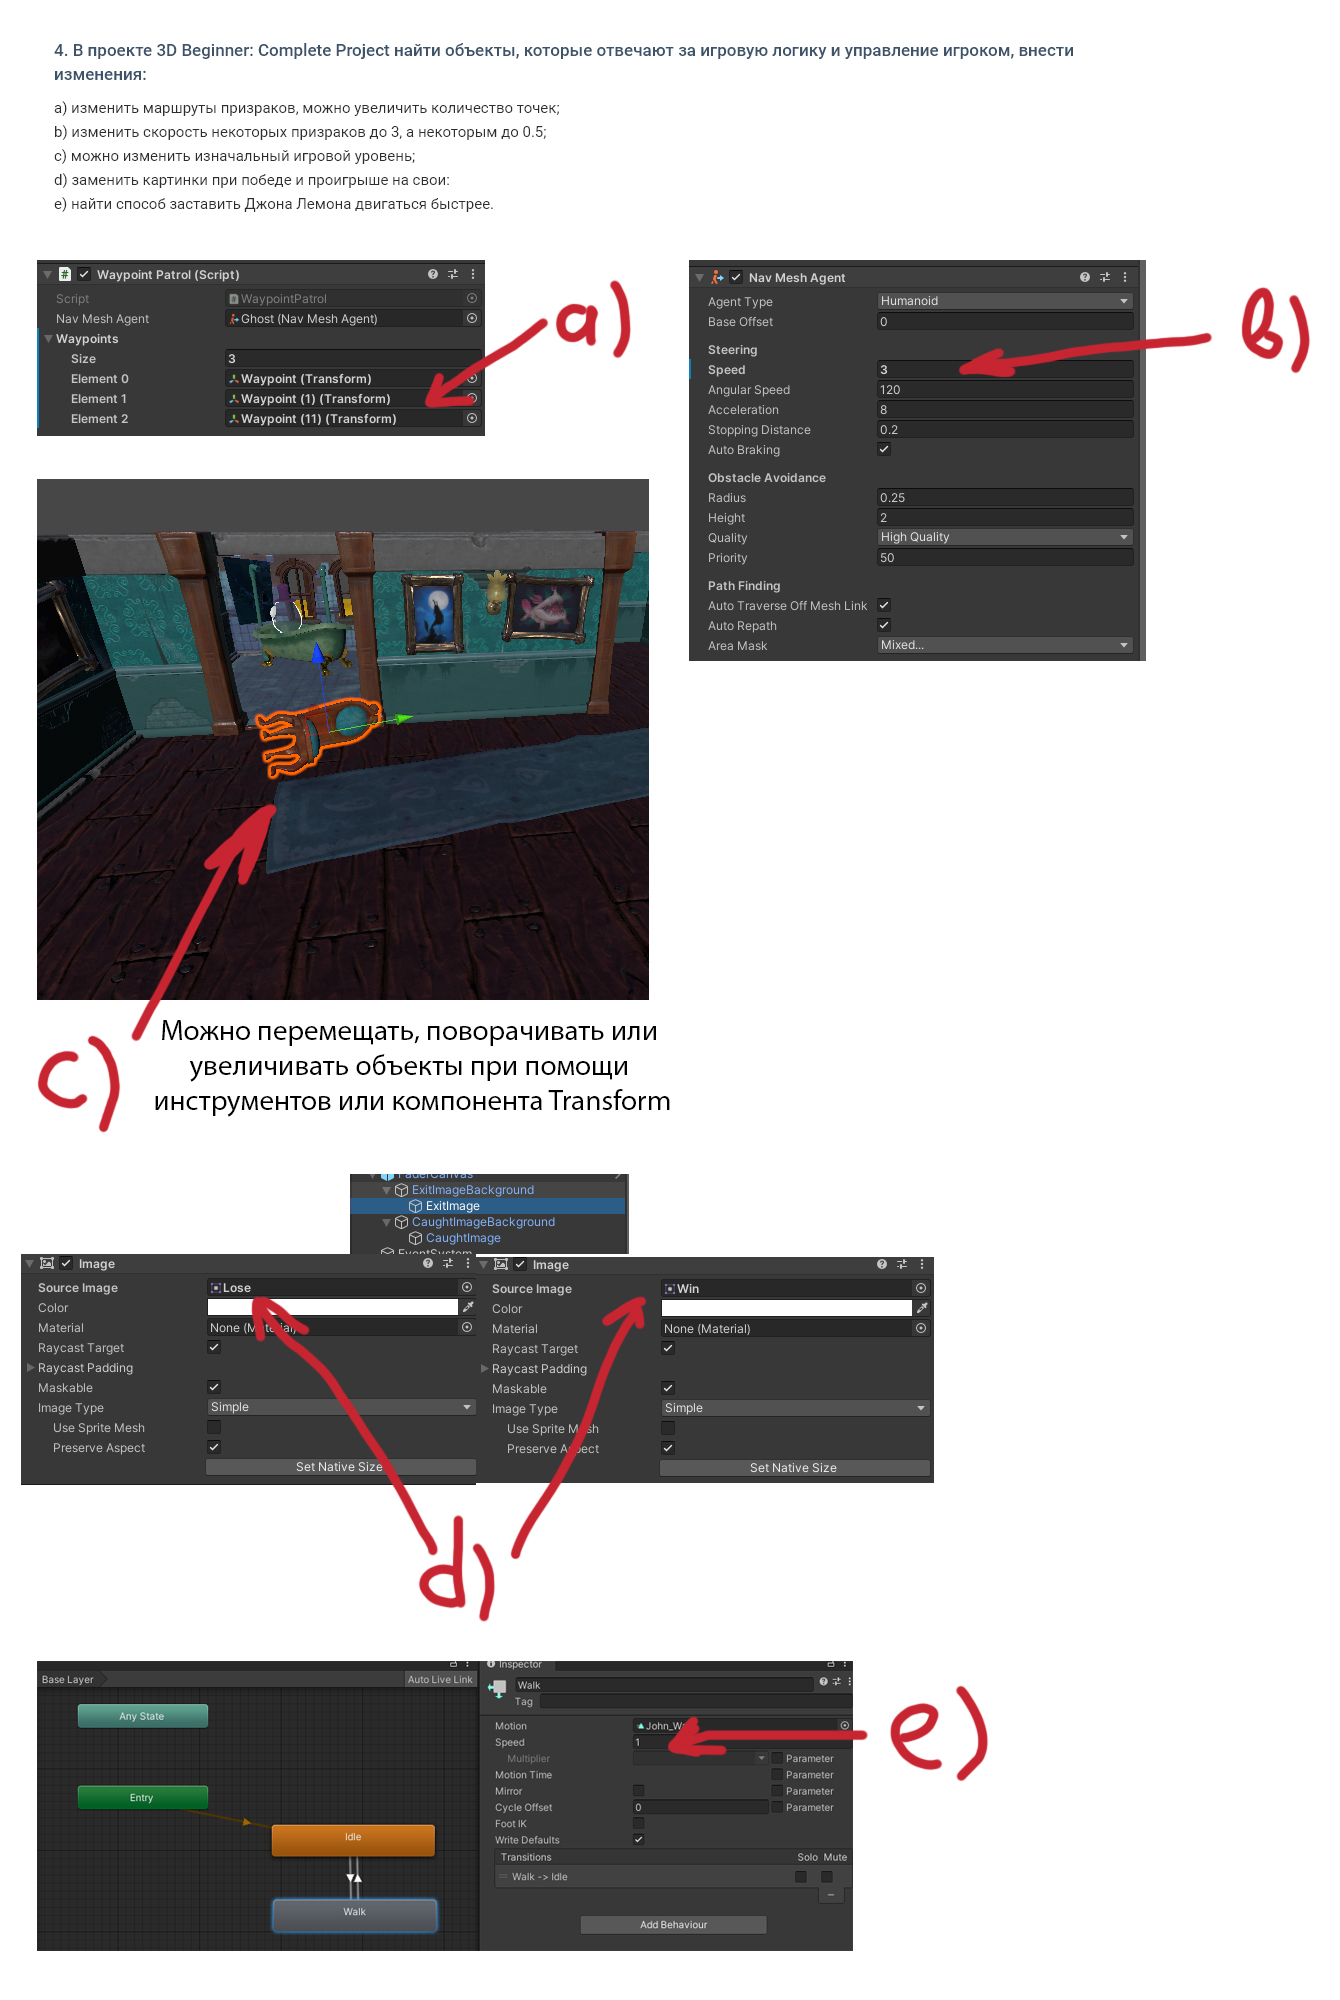 4. В проекте 3D Beginner: Complete Project найти объекты, которые отвечают за игровую логику и управление игроком, внести
изменения:
a) изменить маршруты призраков, можно увеличить количество точек;
b) изменить скорость некоторых призраков до 3, а некоторым до 0.5;
c) можно изменить изначальный игровой уровень;
d) заменить картинки при победе и проигрыше на свои:
e) найти способ заставить Джона Лемона двигаться быстрее.
Waypoint Patrol (Script)
Script WaypointPatrol
Nav Mesh Agent Ghost (Nav Mesh Agent)
Waypoints
Size 3
Element 0 Waypoint (Transform)
Element 1 Waypoint (1) (Transform)
Element 2 Waypoint (11) (Transform)
a)
Nav Mesh Agent
Agent Type Humanoid
Base Offset 0
Steering
Speed 3
Angular Speed 120
Acceleration 8
Stopping Distance 0.2
Auto Braking
Obstacle Avoidance
Radius 0.25
Height 2
Quality High Quality
Priority 50
Path Finding
Auto Traverse Off Mesh Link
Auto Repath
Area Mask Mixed...
b)
c)
Можно перемещать, поворачивать или
увеличивать объекты при помощи
инструментов или компонента Transform
FaderCanvas
ExitImageBackground
ExitImage
CaughtImageBackground
CaughtImage
EventSystem
Image
Source Image Lose
Color
Material None (Material)
Raycast Target
Raycast Padding
Maskable
Image Type Simple
Use Sprite Mesh
Preserve Aspect
Set Native Size
Image
Source Image Win
Color
Material None (Material)
Raycast Target
Raycast Padding
Maskable
Image Type Simple
Use Sprite Mesh
Preserve Aspect
Set Native Size
d)
Base Layer Auto Live Link
Any State
Entry
Idle
Walk
Inspector
Walk
Tag
Motion
Speed 1
Multiplier Parameter
Motion Time Parameter
Mirror Parameter
Cycle Offset 0 Parameter
Foot IK
Write Defaults
Transitions Solo Mute
Walk -> Idle
Add Behaviour
e)